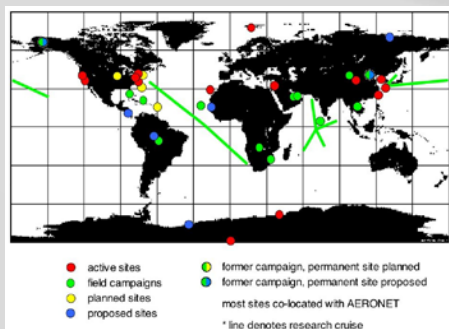 active sites
field campaigns
planned sites
proposed sites
former campaign, permanent site planned
former campaign, permanent site proposed
most sites co-located with AERONET
* line denotes research cruise